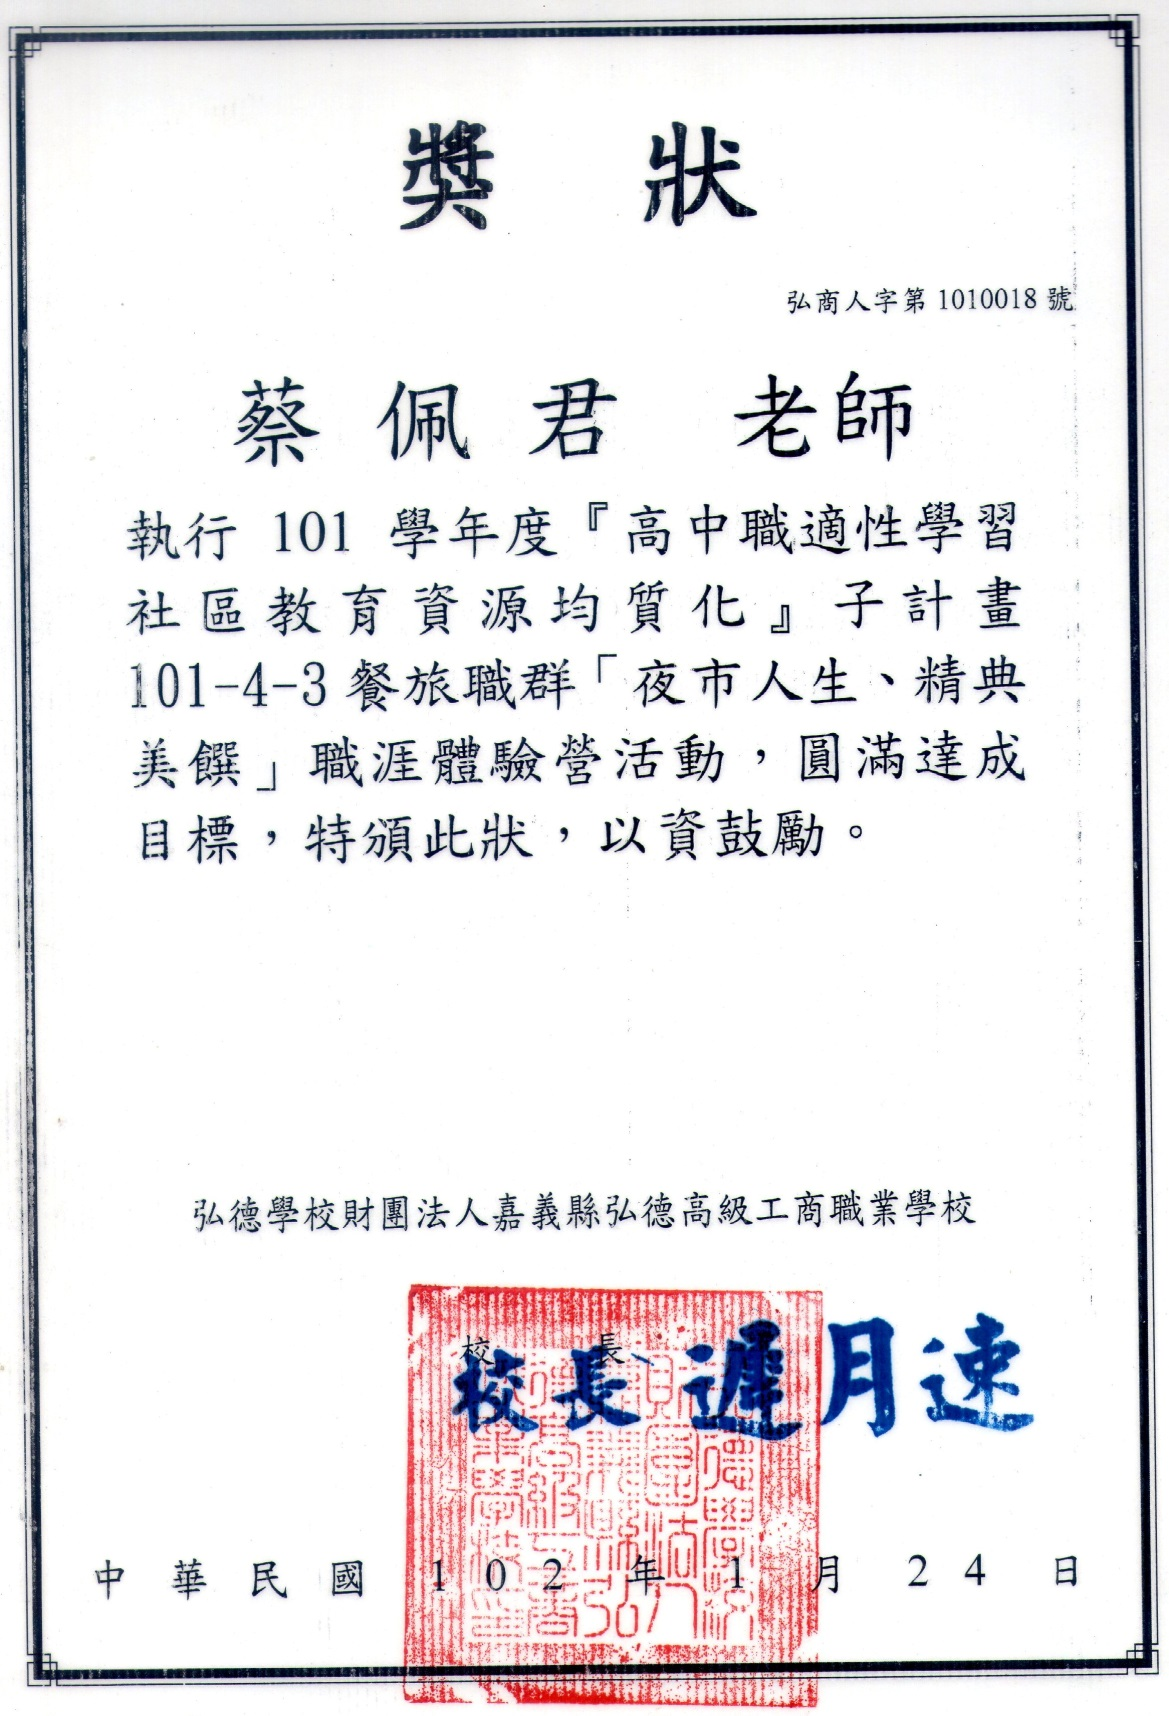 獎狀
弘商人字第 1010018 號
蔡佩君 老師
執行 101 學年度『高中職適性學習
社區教育資源均質化』子計畫
101-4-3 餐旅職群「夜市人生、精典
美饌」職涯體驗營活動，圓滿達成
目標，特頒此狀，以資鼓勵。
弘德學校財團法人嘉義縣弘德高級工商職業學校
校長
校長 遲月速
中華民國 102 年 1 月 24 日